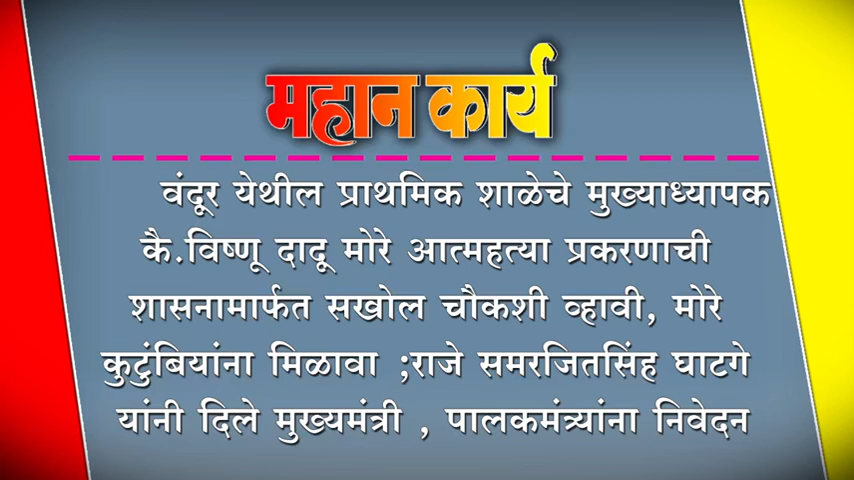 महान कार्य
वंदूर येथील प्राथमिक शाळेचे मुख्याध्यापक
कै.विष्णू दादू मोरे आत्महत्या प्रकरणाची
शासनामार्फत सखोल चौकशी व्हावी, मोरे
कुटुंबियांना मिळावा ;राजे समरजितसिंह घाटगे
यांनी दिले मुख्यमंत्री , पालकमंत्र्यांना निवेदन